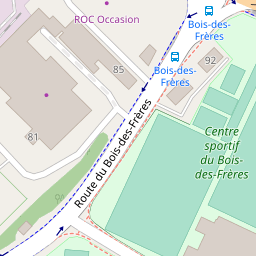 ROC Occasion
Bois-des-
Frères
Bois-des-
Frères
85
92
81
Route du Bois-des-Frères
Centre
sportif
du Bois-
des-Frères